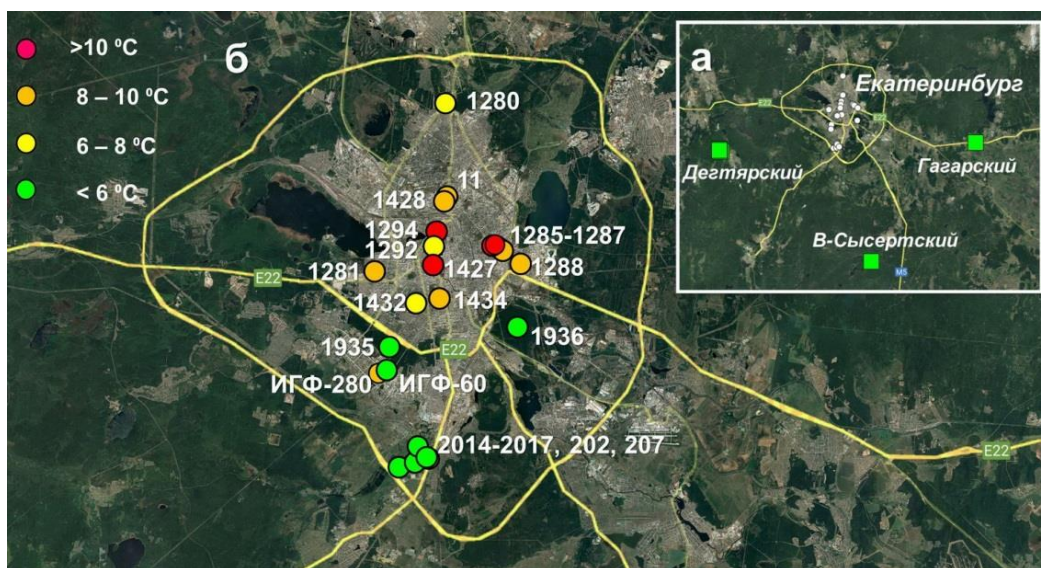 >10 ºC
8 – 10 ºC
6 – 8 ºC
< 6 ºC
б
1280
11
1428
1294
1292
1285-1287
1281
1427
1288
1432
1434
1936
1935
E22
E22
E22
ИГФ-280
ИГФ-60
2014-2017, 202, 207
а
Екатеринбург
E22
E22
Дегтярский
Гагарский
В-Сысертский
M5